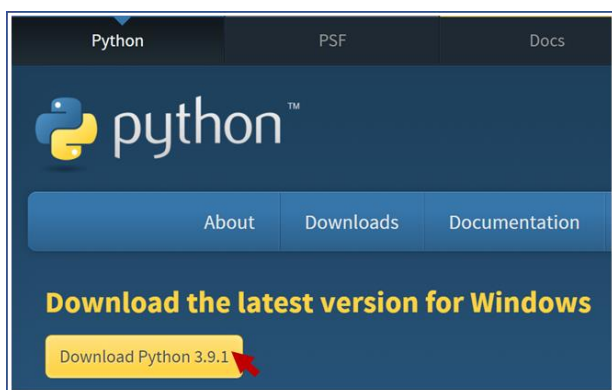 Python PSF Docs
python™
About Downloads Documentation
Download the latest version for Windows
Download Python 3.9.1